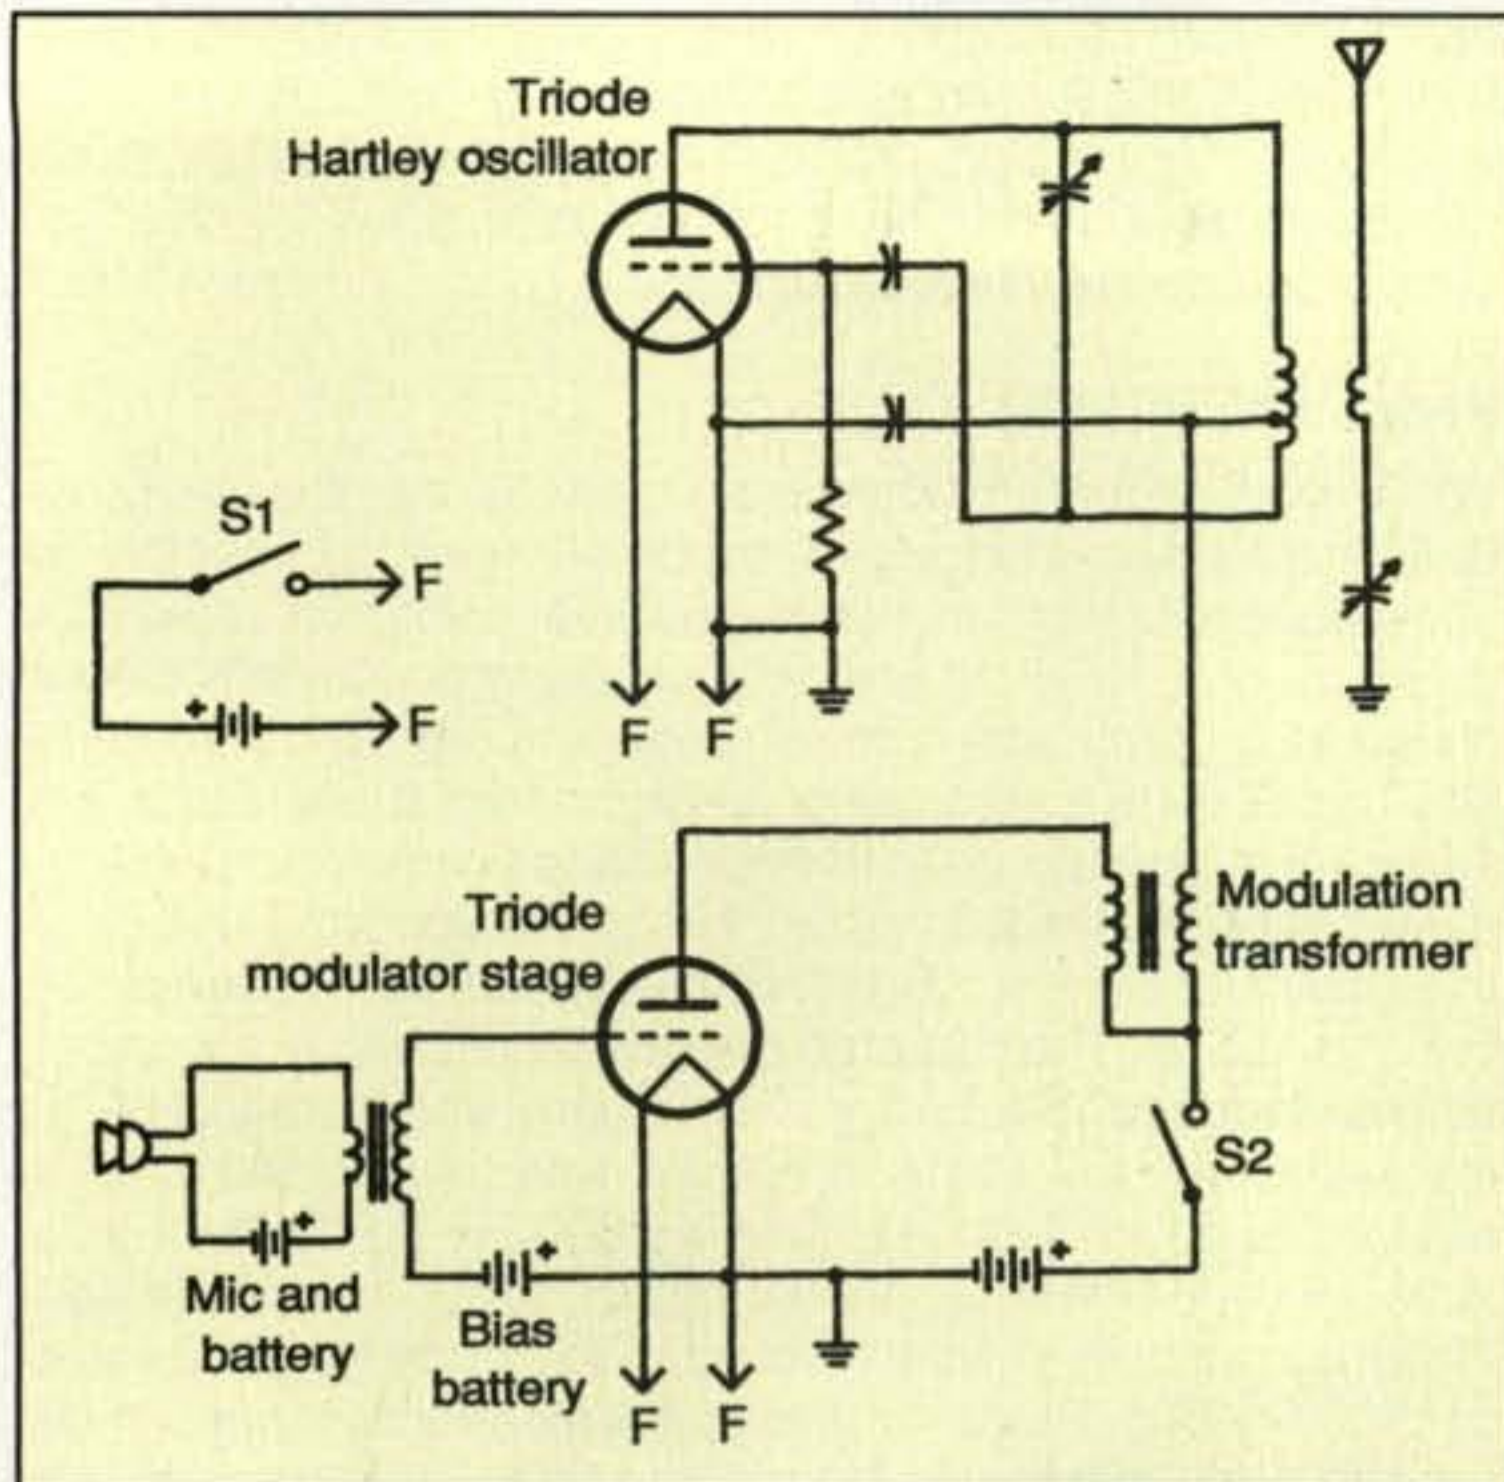 Triode
Hartley oscillator
S1
F
+
F
F
F
Triode
modulator stage
Modulation
transformer
S2
+
Mic and
battery
+
Bias
battery
+
F
F